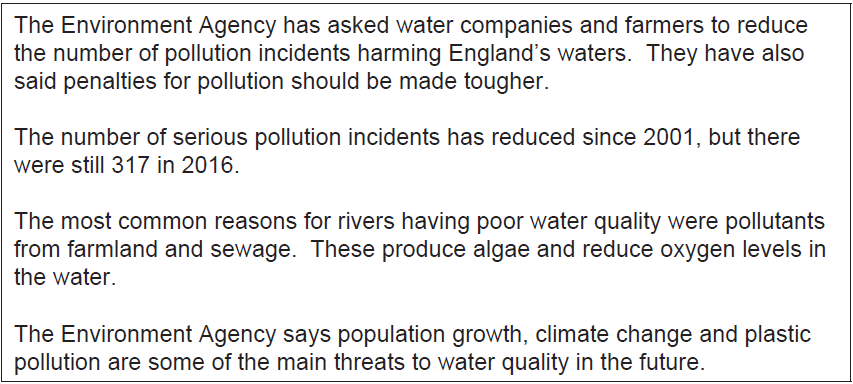 The Environment Agency has asked water companies and farmers to reduce
the number of pollution incidents harming England's waters.  They have also
said penalties for pollution should be made tougher.
The number of serious pollution incidents has reduced since 2001, but there
were still 317 in 2016.
The most common reasons for rivers having poor water quality were pollutants
from farmland and sewage.  These produce algae and reduce oxygen levels in
the water.
The Environment Agency says population growth, climate change and plastic
pollution are some of the main threats to water quality in the future.